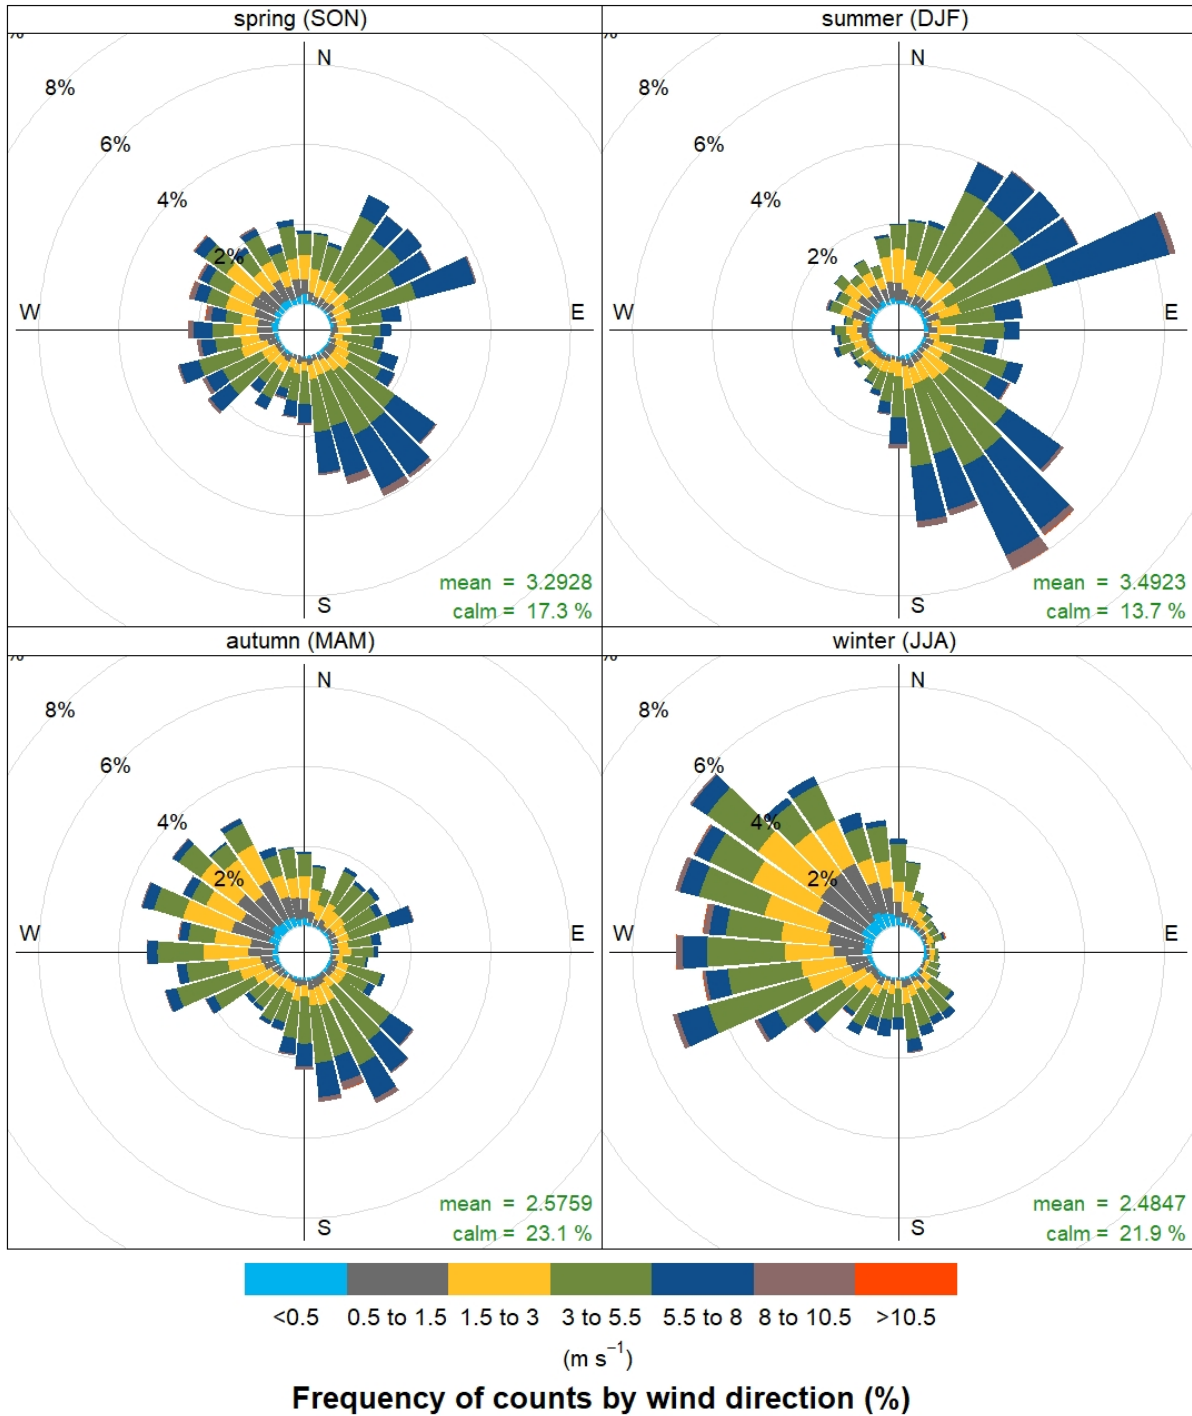 spring (SON)
summer (DJF)
%
N
8%
6%
4%
2%
W
E
S
mean = 3.2928
calm = 17.3 %
%
N
8%
6%
4%
2%
W
E
S
mean = 3.4923
calm = 13.7 %
autumn (MAM)
winter (JJA)
%
N
8%
6%
4%
2%
W
E
S
mean = 2.5759
calm = 23.1 %
%
N
8%
6%
4%
2%
W
E
S
mean = 2.4847
calm = 21.9 %
<0.5 0.5 to 1.5 1.5 to 3 3 to 5.5 5.5 to 8 8 to 10.5 >10.5
(m s⁻¹)
Frequency of counts by wind direction (%)